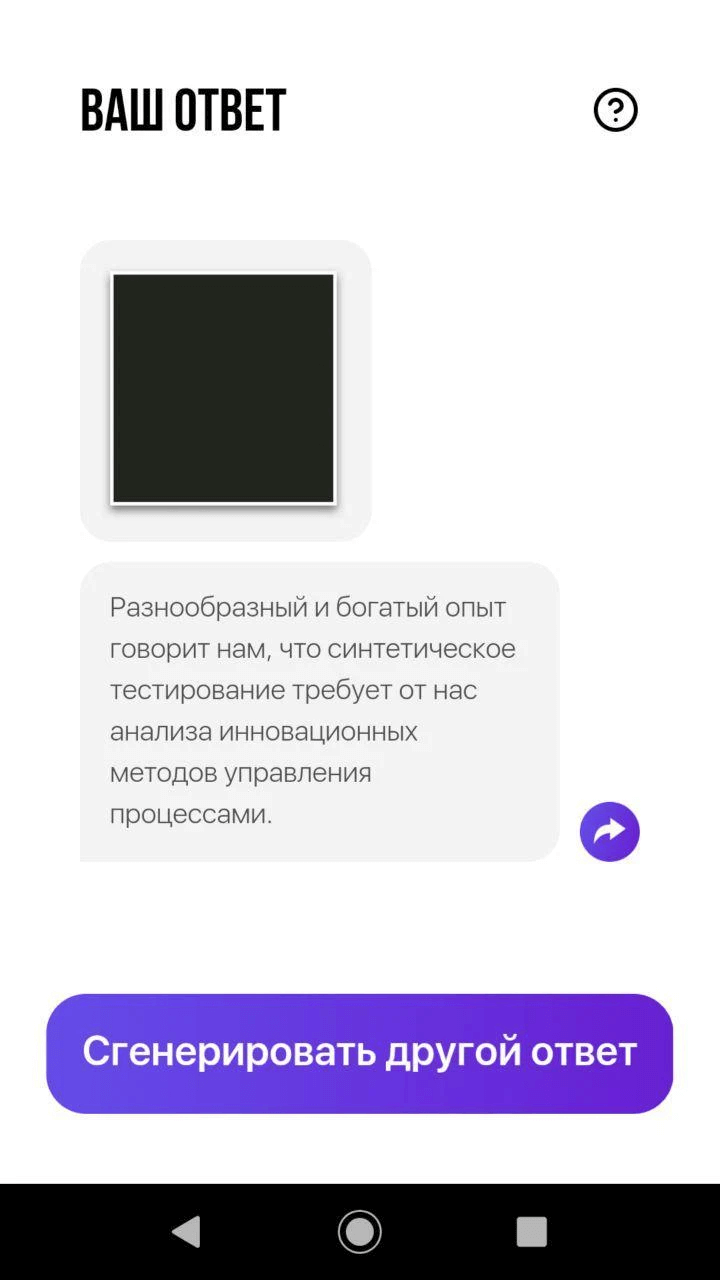 ВАШ ОТВЕТ
Разнообразный и богатый опыт
говорит нам, что синтетическое
тестирование требует от нас
анализа инновационных
методов управления
процессами.
Сгенерировать другой ответ